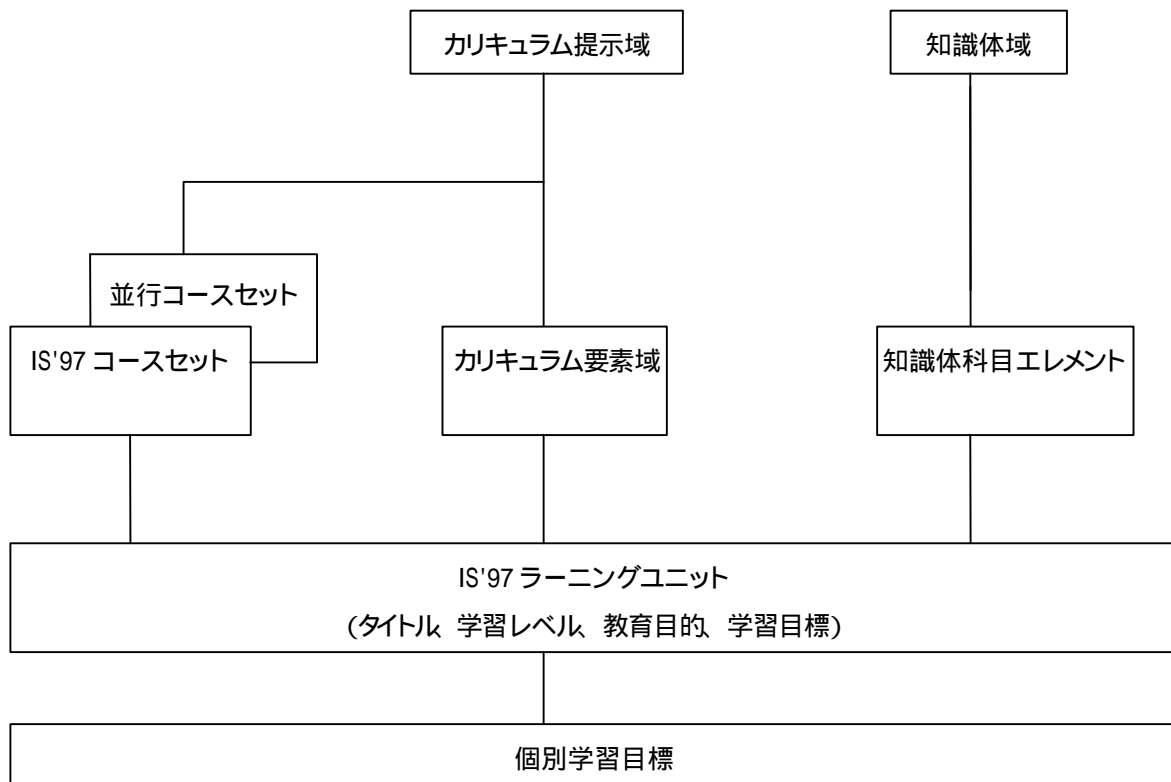 カリキュラム提示域
知識体域
並行コースセット
IS'97 コースセット
カリキュラム要素域
知識体科目エレメント
IS'97 ラーニングユニット
(タイトル、学習レベル、教育目的、学習目標)
個別学習目標